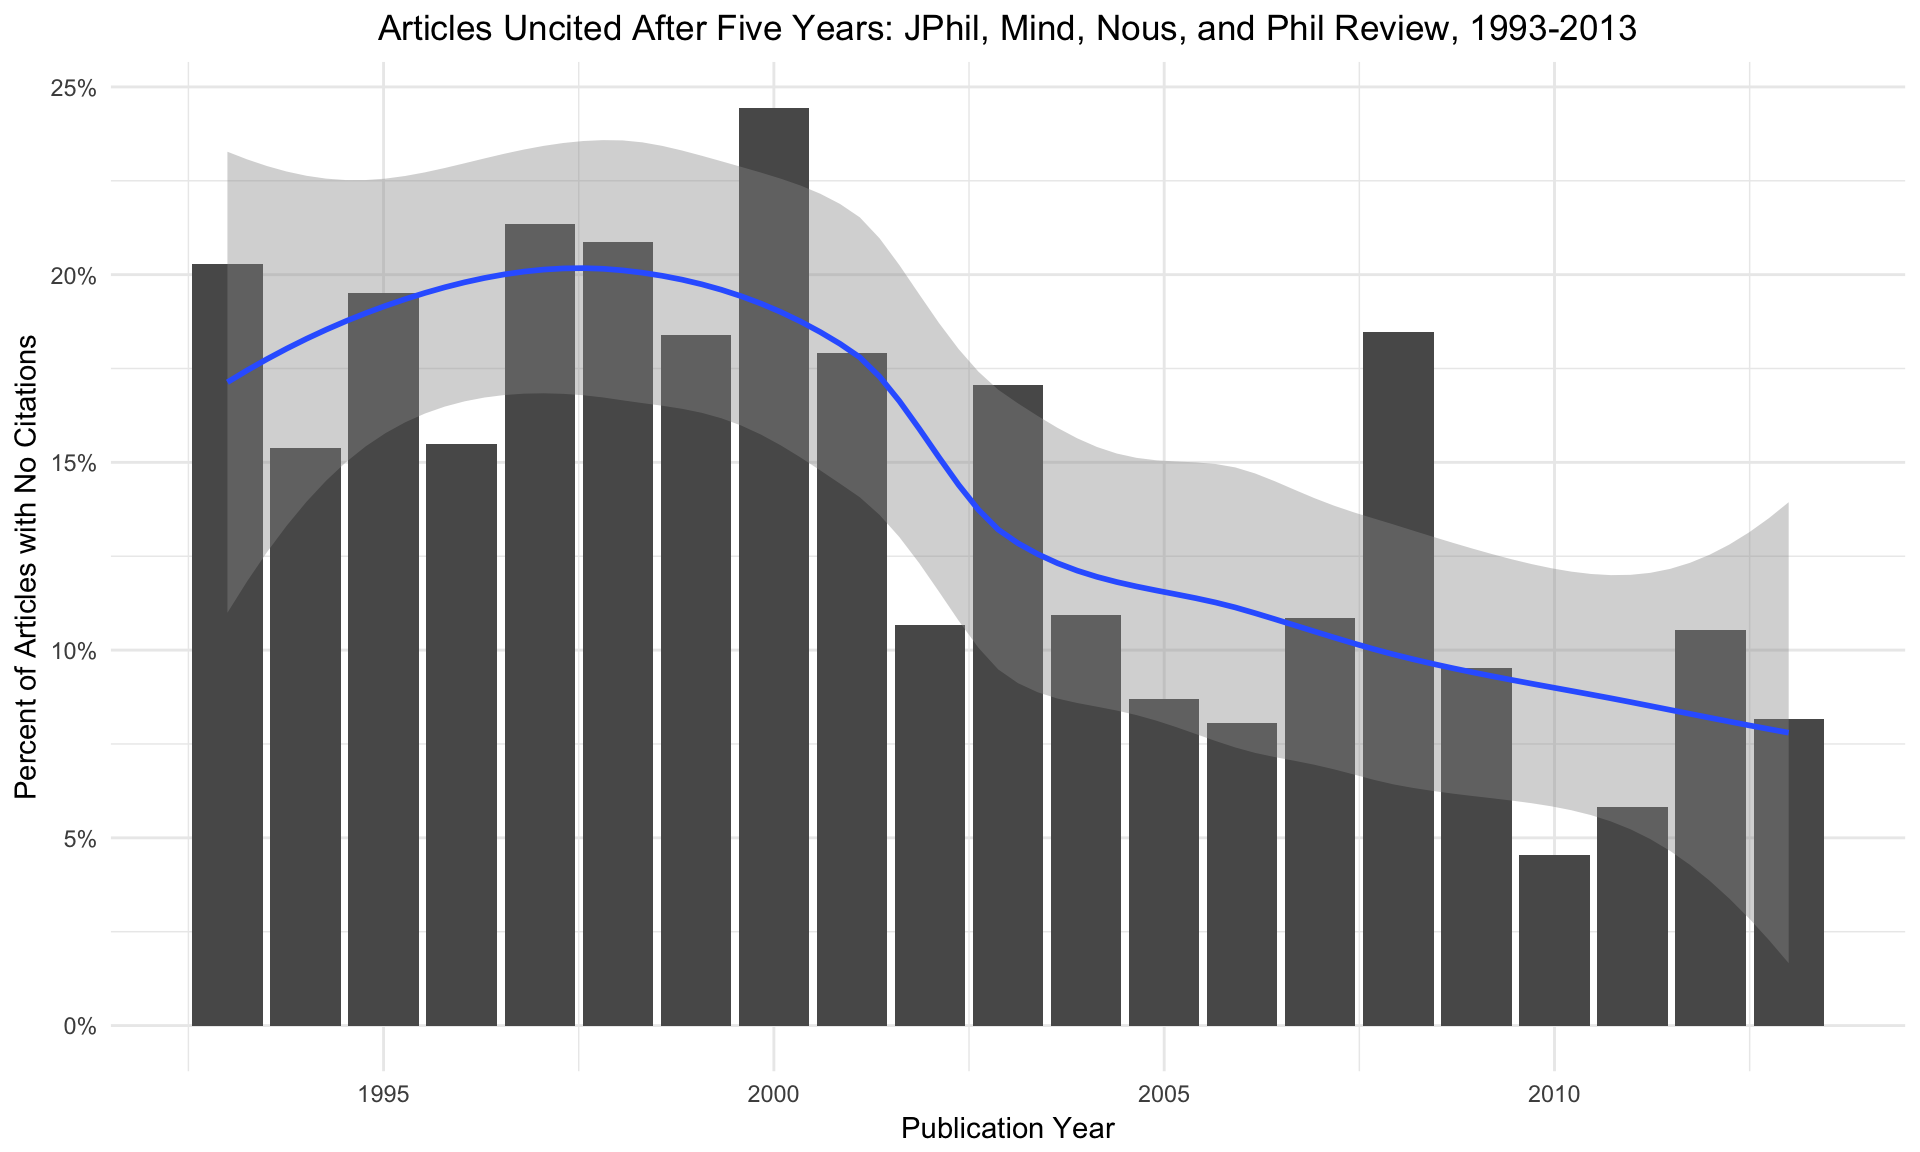 Articles Uncited After Five Years: JPhil, Mind, Nous, and Phil Review, 1993-2013
Percent of Articles with No Citations
25%
20%
15%
10%
5%
0%
1995 2000 2005 2010
Publication Year